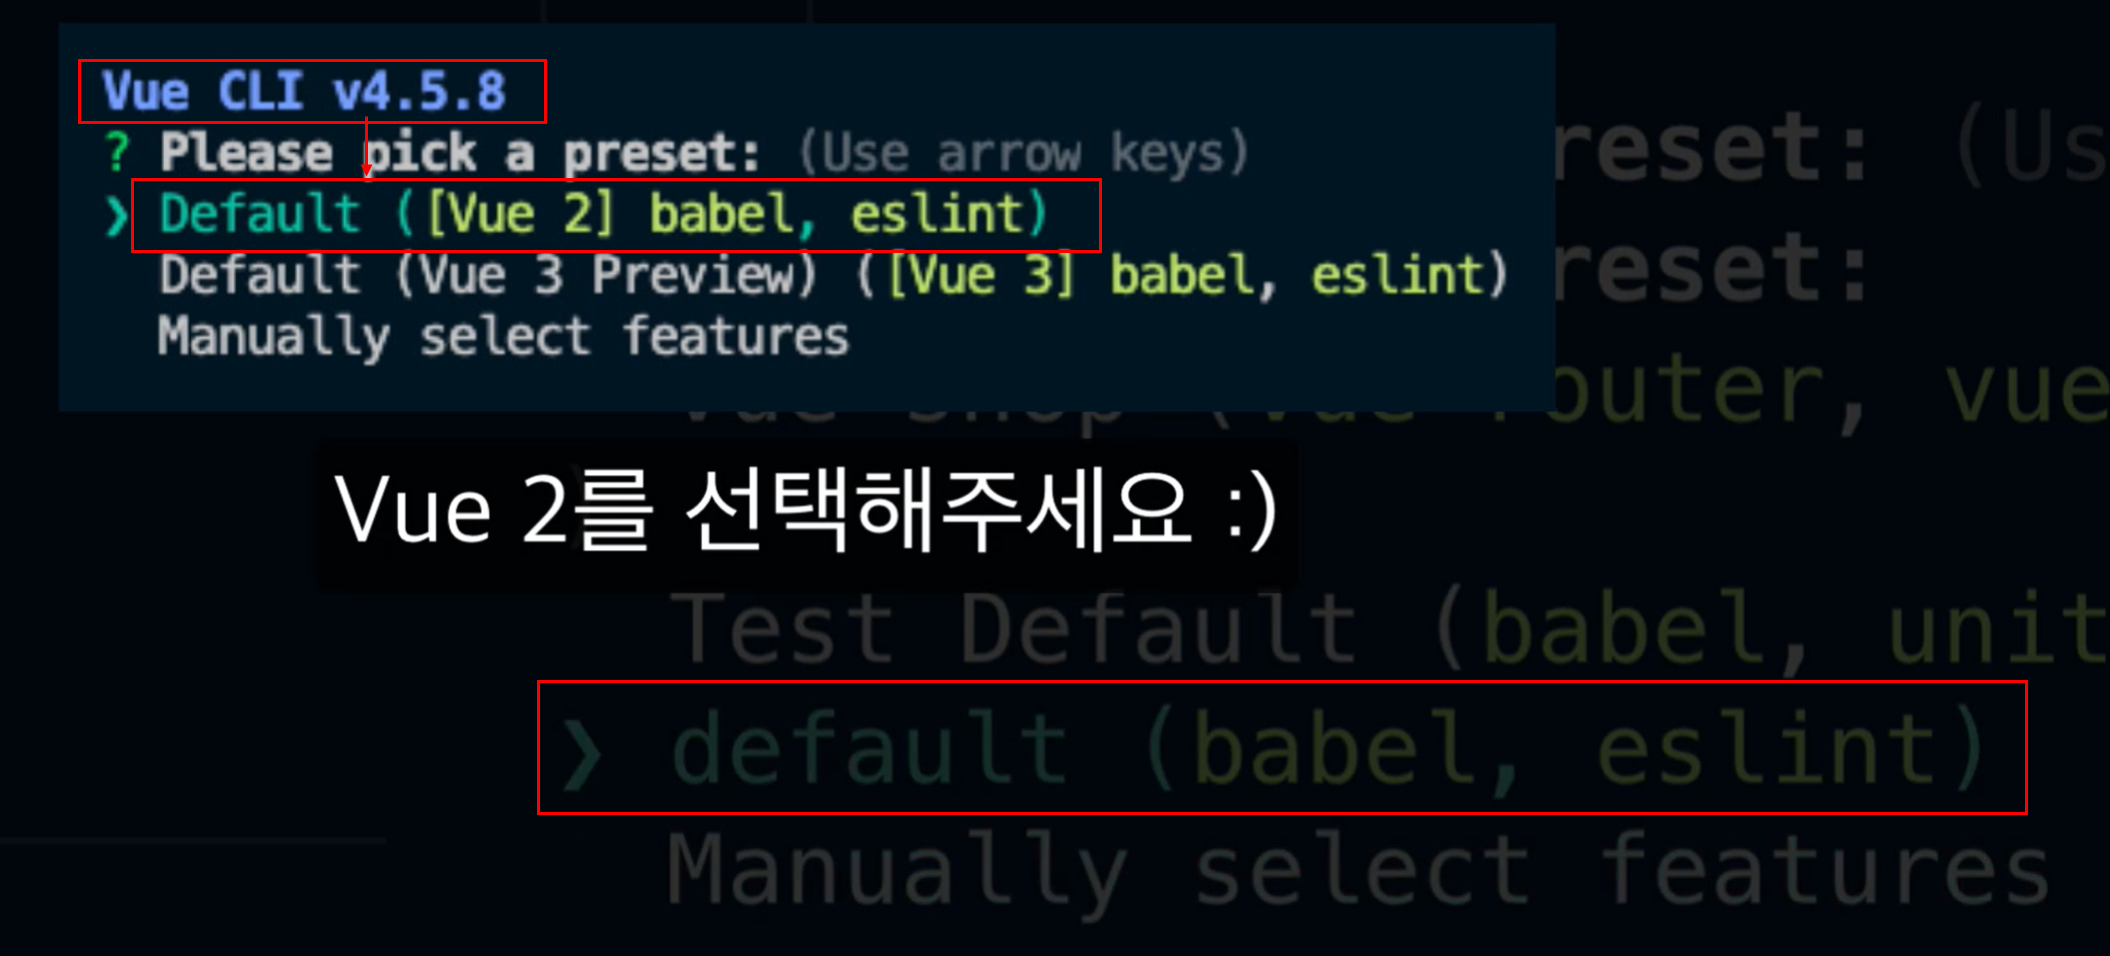 Vue CLI v4.5.8
? Please pick a preset: (Use arrow keys)
❯ Default ([Vue 2] babel, eslint)
Default (Vue 3 Preview) ([Vue 3] babel, eslint)
Manually select features
reset: (Us
reset:
outer, vue
Vue 2를 선택해주세요 :)
Test Default (babel, unit
❯ default (babel, eslint)
Manually select features